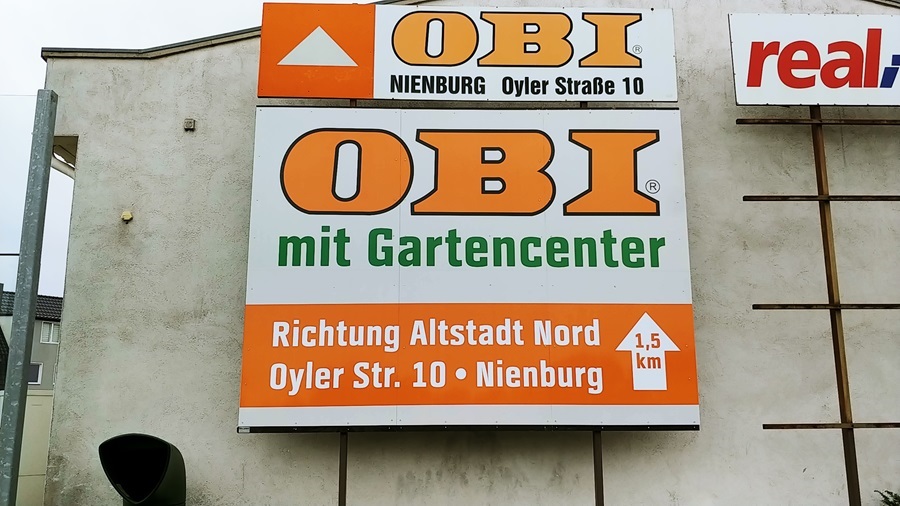 OBI®
NIENBURG Oyler Straße 10
real,-
OBI®
mit Gartencenter
Richtung Altstadt Nord
Oyler Str. 10 • Nienburg
1,5
km